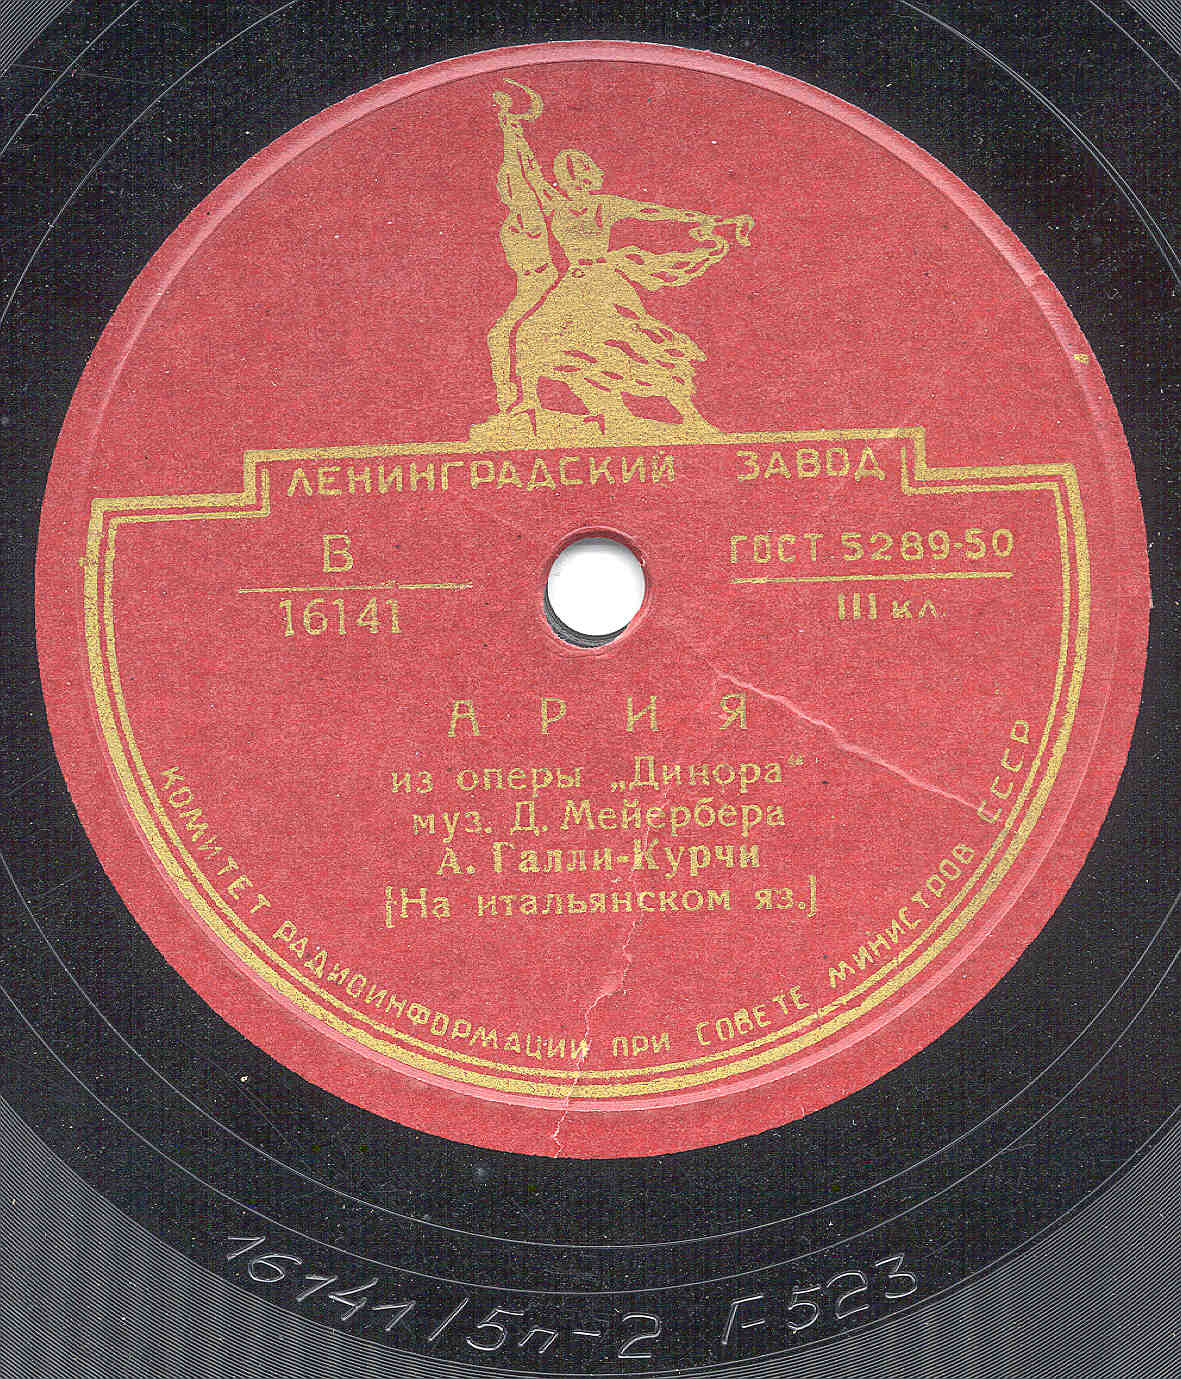 ЛЕНИНГРАДСКИЙ ЗАВОД
В
16141
ГОСТ.5289-50
III кл.
АРИЯ
из оперы „Динора“
муз. Д. Мейербера
А. Галли-Курчи
[На итальянском яз.]
КОМИТЕТ РАДИОИНФОРМАЦИИ ПРИ СОВЕТЕ МИНИСТРОВ СССР
16141/5п-2 Г-523